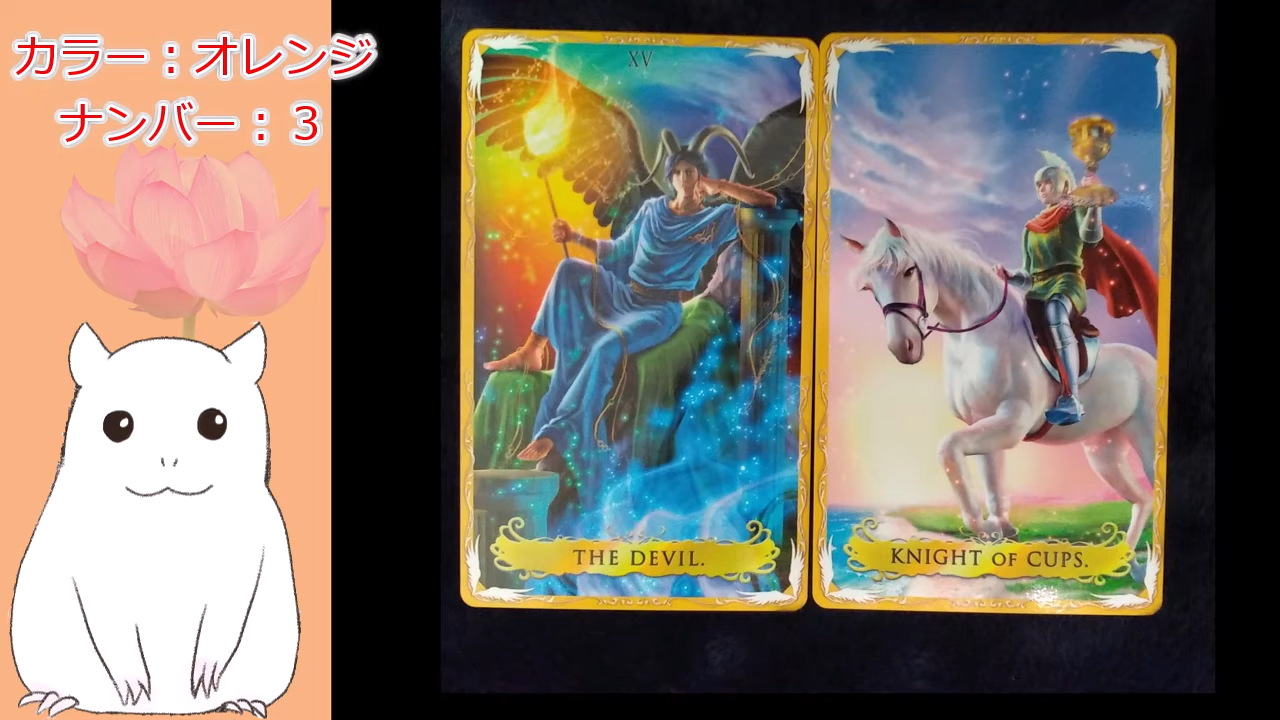 カラー：オレンジ
ナンバー：３
XV
THE DEVIL.
KNIGHT OF CUPS.